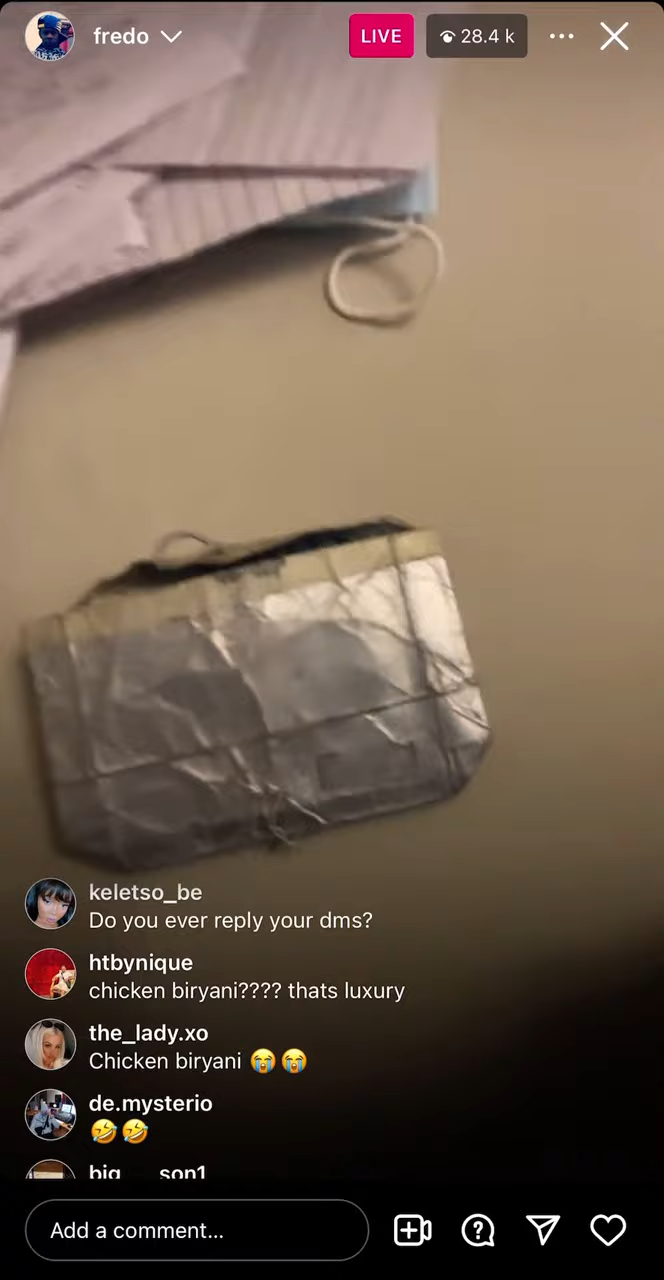 fredo
LIVE
28.4 k
keletso_be
Do you ever reply your dms?
htbynique
chicken biryani???? thats luxury
the_lady.xo
Chicken biryani 😭😭
de.mysterio
🤣🤣
big___son1
Add a comment...